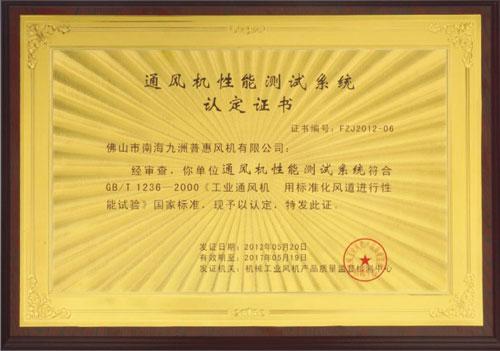 通风机性能测试系统
认定证书
证书编号：FZJ2012-06
佛山市南海九洲普惠风机有限公司：
经审查，你单位通风机性能测试系统符合
GB/T 1236—2000《工业通风机　用标准化风道进行性
能试验》国家标准，现予以认定，特发此证。
发证日期：2012年05月20日
有效期至：2017年05月19日
发证机关：机械工业风机产品质量监督检测中心